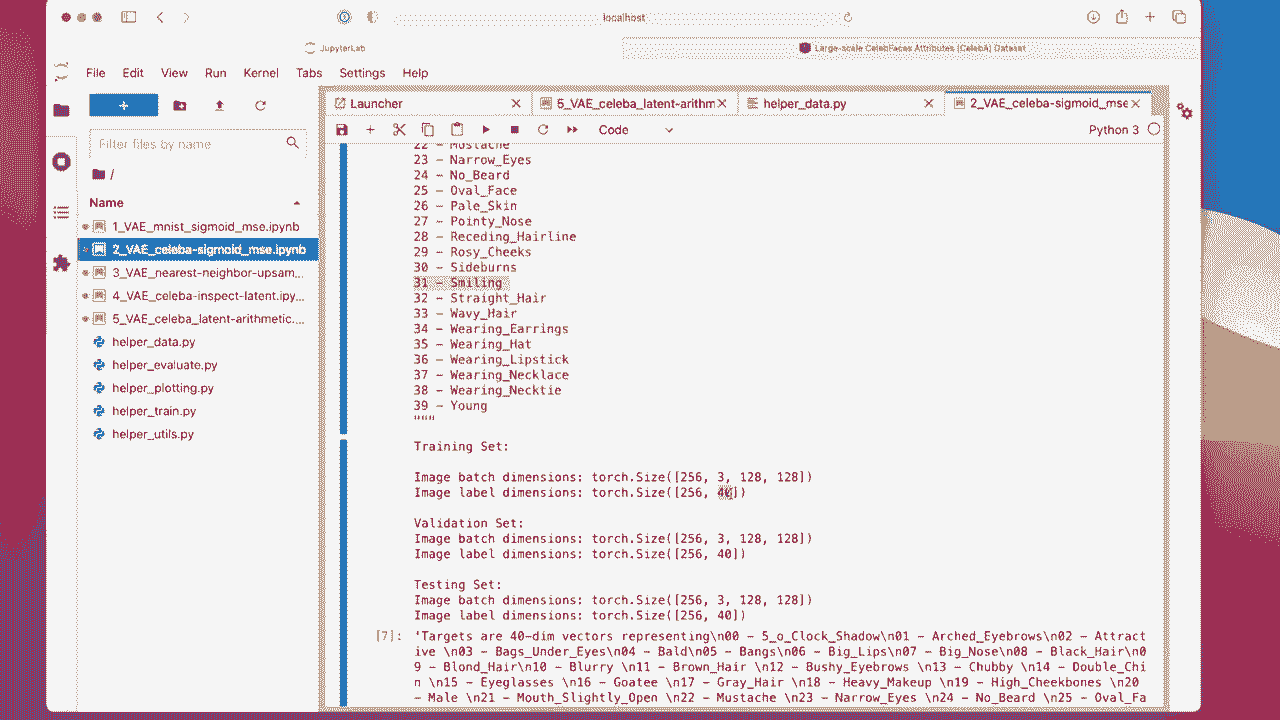 localhost
JupyterLab
Large-scale CelebFaces Attributes (CelebA) Dataset
File Edit View Run Kernel Tabs Settings Help
+
Launcher
5_VAE_celeba_latent-arithm
helper_data.py
2_VAE_celeba-sigmoid_mse
Code
Python 3
Filter files by name
/
Name
1_VAE_mnist_sigmoid_mse.ipynb
2_VAE_celeba-sigmoid_mse.ipynb
3_VAE_nearest-neighbor-upsam...
4_VAE_celeba-inspect-latent.ipy...
5_VAE_celeba_latent-arithmetic....
helper_data.py
helper_evaluate.py
helper_plotting.py
helper_train.py
helper_utils.py
22 – Mustache
23 – Narrow_Eyes
24 – No_Beard
25 – Oval_Face
26 – Pale_Skin
27 – Pointy_Nose
28 – Receding_Hairline
29 – Rosy_Cheeks
30 – Sideburns
31 – Smiling
32 – Straight_Hair
33 – Wavy_Hair
34 – Wearing_Earrings
35 – Wearing_Hat
36 – Wearing_Lipstick
37 – Wearing_Necklace
38 – Wearing_Necktie
39 – Young
"""
Training Set:
Image batch dimensions: torch.Size([256, 3, 128, 128])
Image label dimensions: torch.Size([256, 40])
Validation Set:
Image batch dimensions: torch.Size([256, 3, 128, 128])
Image label dimensions: torch.Size([256, 40])
Testing Set:
Image batch dimensions: torch.Size([256, 3, 128, 128])
Image label dimensions: torch.Size([256, 40])
[7]: 'Targets are 40-dim vectors representing\n00 – 5_o_Clock_Shadow\n01 – Arched_Eyebrows\n02 – Attract
ive \n03 – Bags_Under_Eyes\n04 – Bald\n05 – Bangs\n06 – Big_Lips\n07 – Big_Nose\n08 – Black_Hair\n0
9 – Blond_Hair\n10 – Blurry \n11 – Brown_Hair \n12 – Bushy_Eyebrows \n13 – Chubby \n14 – Double_Chi
n \n15 – Eyeglasses \n16 – Goatee \n17 – Gray_Hair \n18 – Heavy_Makeup \n19 – High_Cheekbones \n20
– Male \n21 – Mouth_Slightly_Open \n22 – Mustache \n23 – Narrow_Eyes \n24 – No_Beard \n25 – Oval_Fa